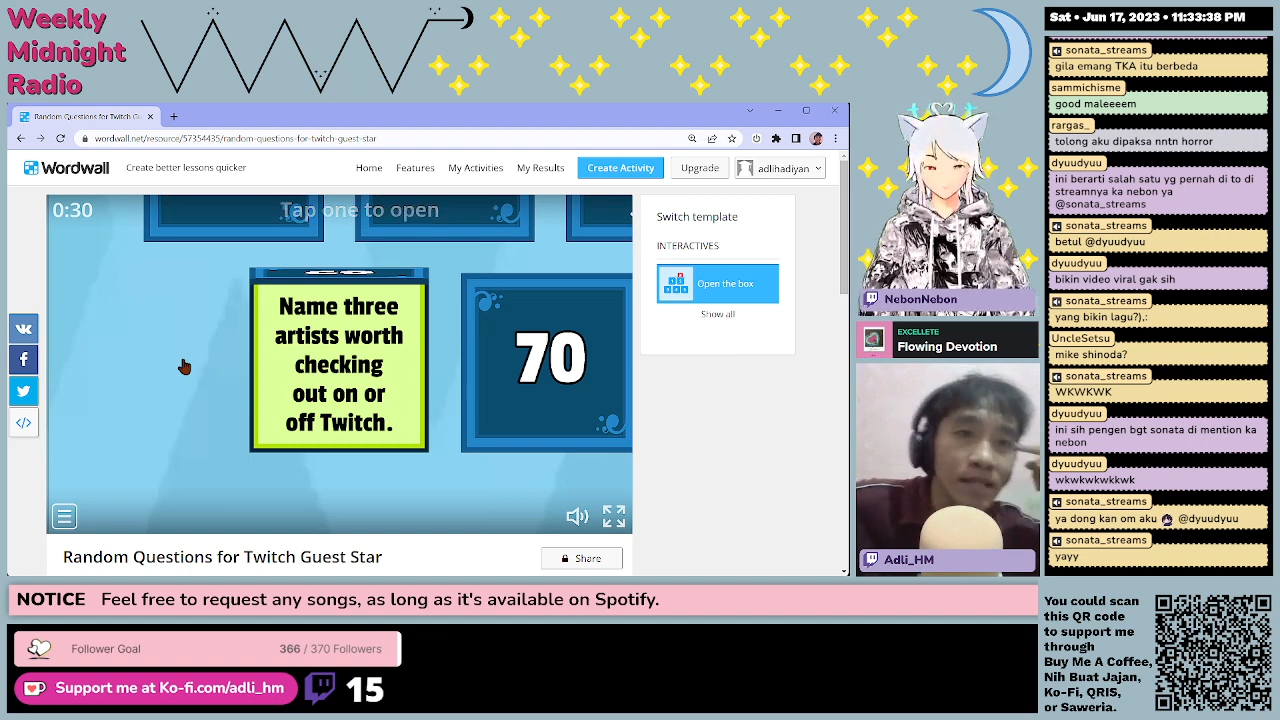 Weekly
Midnight
Radio
Sat • Jun 17, 2023 • 11:33:38 PM
Random Questions for Twitch G
wordwall.net/resource/57354435/random-questions-for-twitch-guest-star
Wordwall
Create better lessons quicker
Features
My Activities
My Results
Create Activity
Upgrade
adlihadiyan
0:30
Tap one to open
Name three
artists worth
checking
out on or
off Twitch.
70
Switch template
INTERACTIVES
Open the box
Show all
Random Questions for Twitch Guest Star
Share
NebonNebon
EXCELLETE
Flowing Devotion
Adli_HM
sonata_streams
gila emang TKA itu berbeda
sammichisme
good maleeeem
rargas_
tolong aku dipaksa nntn horror
dyuudyuu
ini berarti salah satu yg pernah di to di
streamnya ka nebon ya
@sonata_streams
sonata_streams
betul @dyuudyuu
dyuudyuu
bikin video viral gak sih
sonata_streams
yang bikin lagu?),:
UncleSetsu
mike shinoda?
sonata_streams
WKWKWK
dyuudyuu
ini sih pengen bgt sonata di mention ka
nebon
dyuudyuu
wkwkwkwkkwk
sonata_streams
ya dong kan om aku @dyuudyuu
sonata_streams
yayy
NOTICE Feel free to request any songs, as long as it's available on Spotify.
Follower Goal
366 / 370 Followers
Support me at Ko-fi.com/adli_hm
15
You could scan
this QR code
to support me
through
Buy Me A Coffee,
Nih Buat Jajan,
Ko-Fi, QRIS,
or Saweria.